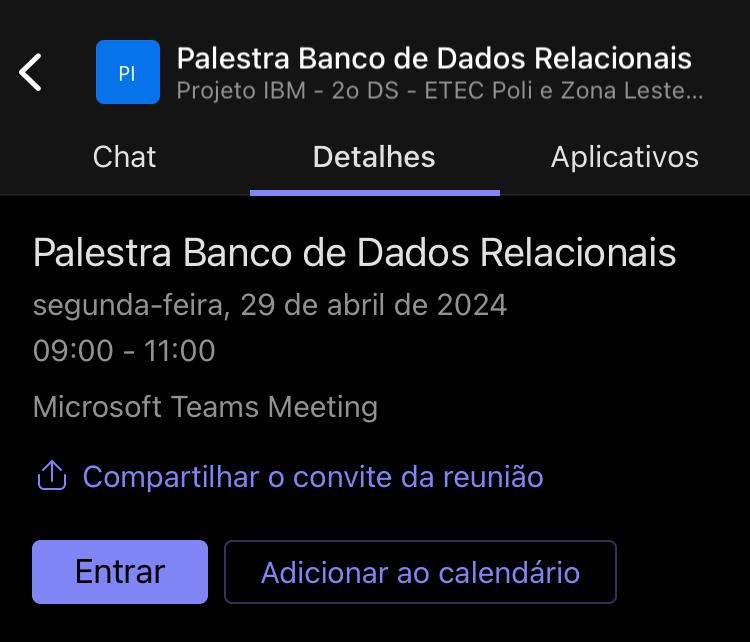 PI
Palestra Banco de Dados Relacionais
Projeto IBM - 2o DS - ETEC Poli e Zona Leste...
Chat
Detalhes
Aplicativos
Palestra Banco de Dados Relacionais
segunda-feira, 29 de abril de 2024
09:00 - 11:00
Microsoft Teams Meeting
Compartilhar o convite da reunião
Entrar
Adicionar ao calendário